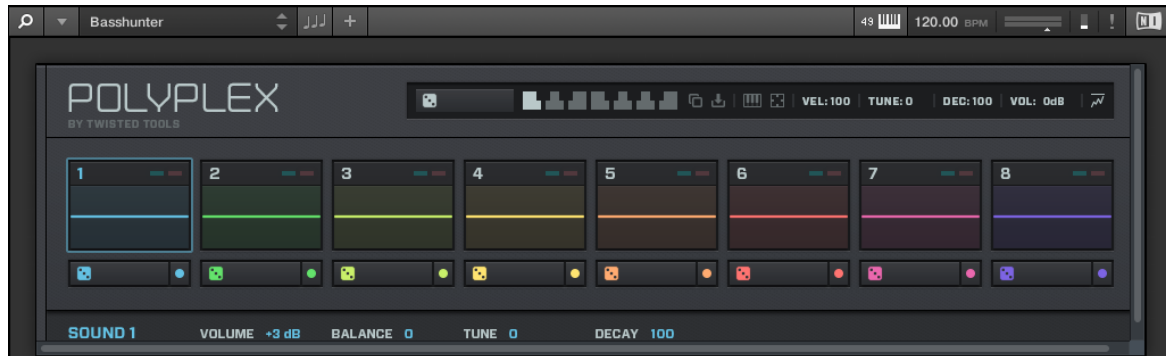 Basshunter
49
120.00 BPM
!
NI
POLYPLEX
BY TWISTED TOOLS
VEL: 100 TUNE: 0 DEC: 100 VOL: 0dB
1 2 3 4 5 6 7 8
SOUND 1 VOLUME +3 dB BALANCE 0 TUNE 0 DECAY 100